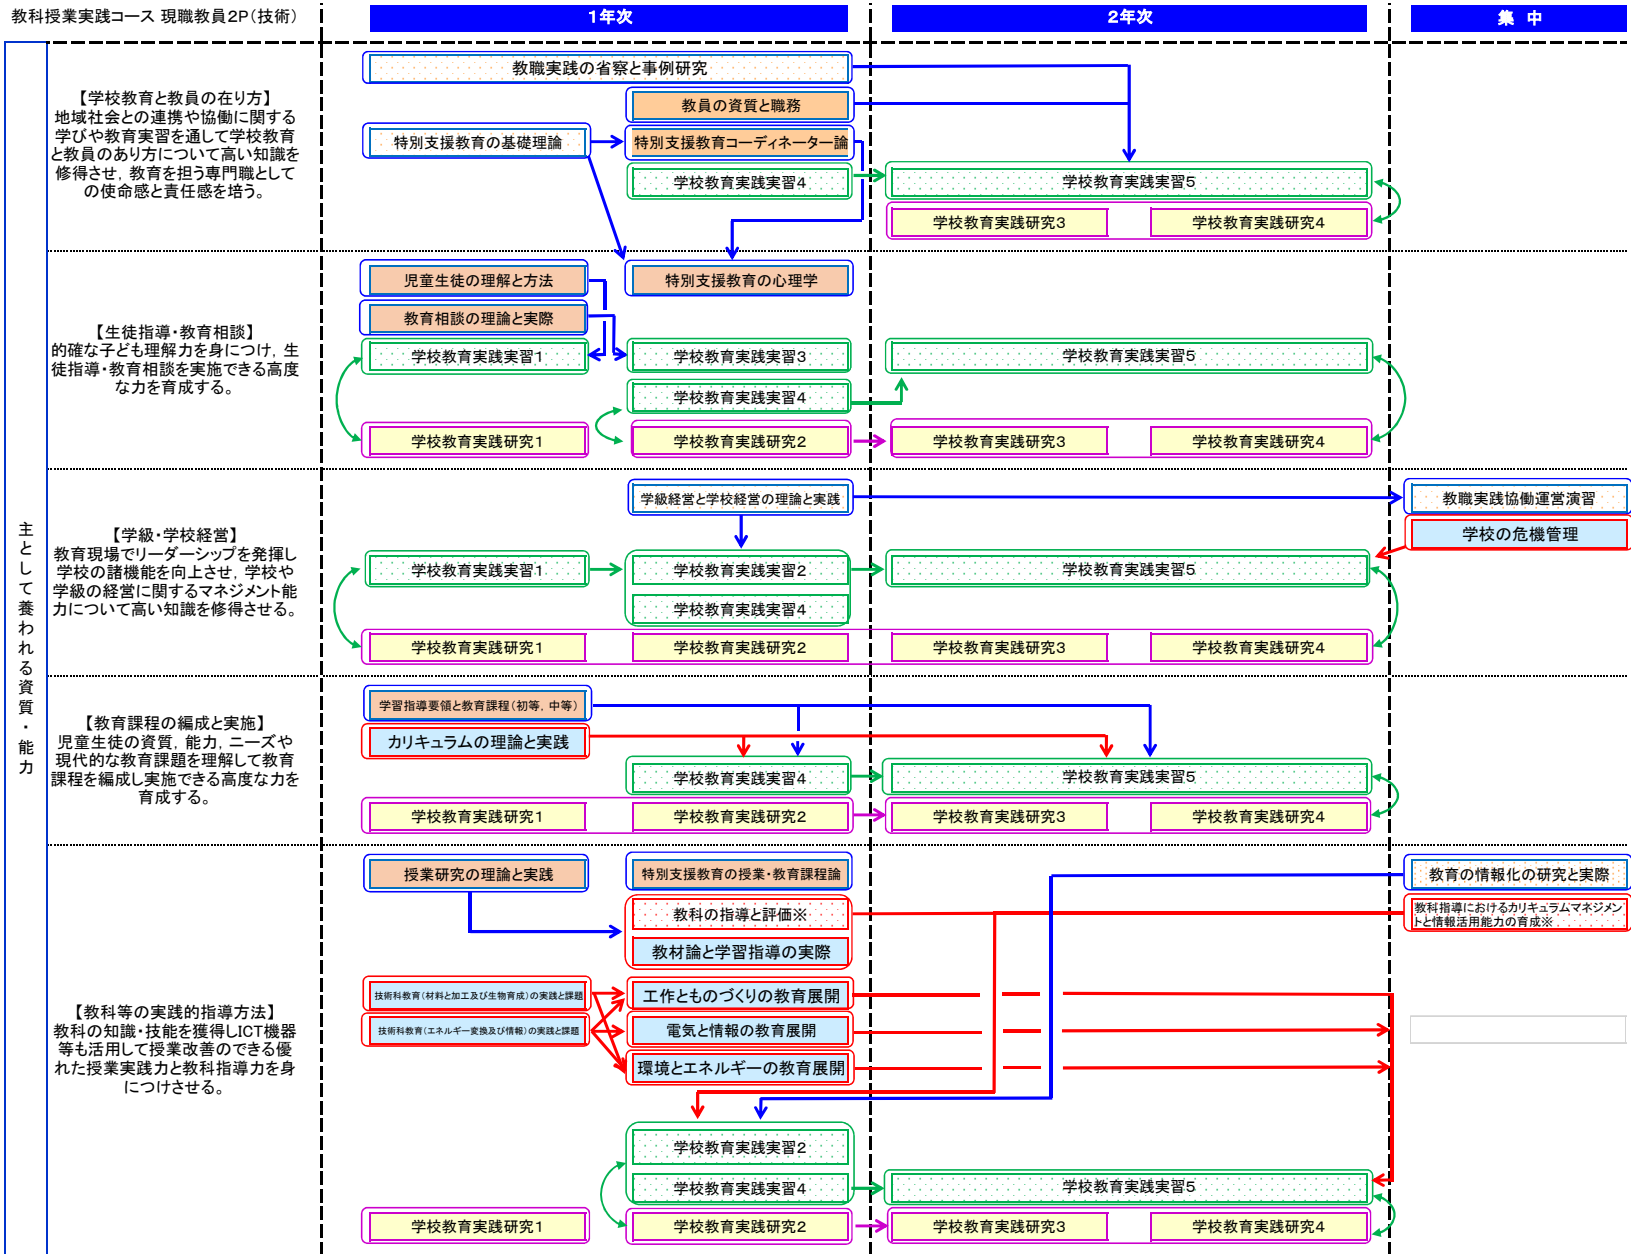 教科授業実践コース 現職教員2P（技術）
1年次
2年次
集 中
主として養われる資質・能力
【学校教育と教員の在り方】
地域社会との連携や協働に関する
学びや教育実習を通して学校教育
と教員のあり方について高い知識を
修得させ，教育を担う専門職として
の使命感と責任感を培う。
教職実践の省察と事例研究
教員の資質と職務
特別支援教育の基礎理論
特別支援教育コーディネーター論
学校教育実践実習4
学校教育実践実習5
学校教育実践研究3
学校教育実践研究4
【生徒指導・教育相談】
的確な子ども理解力を身につけ，生
徒指導・教育相談を実施できる高度
な力を育成する。
児童生徒の理解と方法
特別支援教育の心理学
教育相談の理論と実際
学校教育実践実習1
学校教育実践実習3
学校教育実践実習5
学校教育実践実習4
学校教育実践研究1
学校教育実践研究2
学校教育実践研究3
学校教育実践研究4
【学級・学校経営】
教育現場でリーダーシップを発揮し
学校の諸機能を向上させ，学校や
学級の経営に関するマネジメント能
力について高い知識を修得させる。
学級経営と学校経営の理論と実践
教職実践協働運営演習
学校の危機管理
学校教育実践実習1
学校教育実践実習2
学校教育実践実習5
学校教育実践実習4
学校教育実践研究1
学校教育実践研究2
学校教育実践研究3
学校教育実践研究4
【教育課程の編成と実施】
児童生徒の資質，能力，ニーズや
現代的な教育課題を理解して教育
課程を編成し実施できる高度な力を
育成する。
学習指導要領と教育課程（初等，中等）
カリキュラムの理論と実践
学校教育実践実習4
学校教育実践実習5
学校教育実践研究1
学校教育実践研究2
学校教育実践研究3
学校教育実践研究4
【教科等の実践的指導方法】
教科の知識・技能を獲得しICT機器
等も活用して授業改善のできる優
れた授業実践力と教科指導力を身
につけさせる。
授業研究の理論と実践
特別支援教育の授業・教育課程論
教育の情報化の研究と実際
教科の指導と評価※
教科指導におけるカリキュラムマネジメン
トと情報活用能力の育成※
教材論と学習指導の実際
技術科教育（材料と加工及び生物育成）の実践と課題
工作とものづくりの教育展開
技術科教育（エネルギー変換及び情報）の実践と課題
電気と情報の教育展開
環境とエネルギーの教育展開
学校教育実践実習2
学校教育実践実習4
学校教育実践実習5
学校教育実践研究1
学校教育実践研究2
学校教育実践研究3
学校教育実践研究4